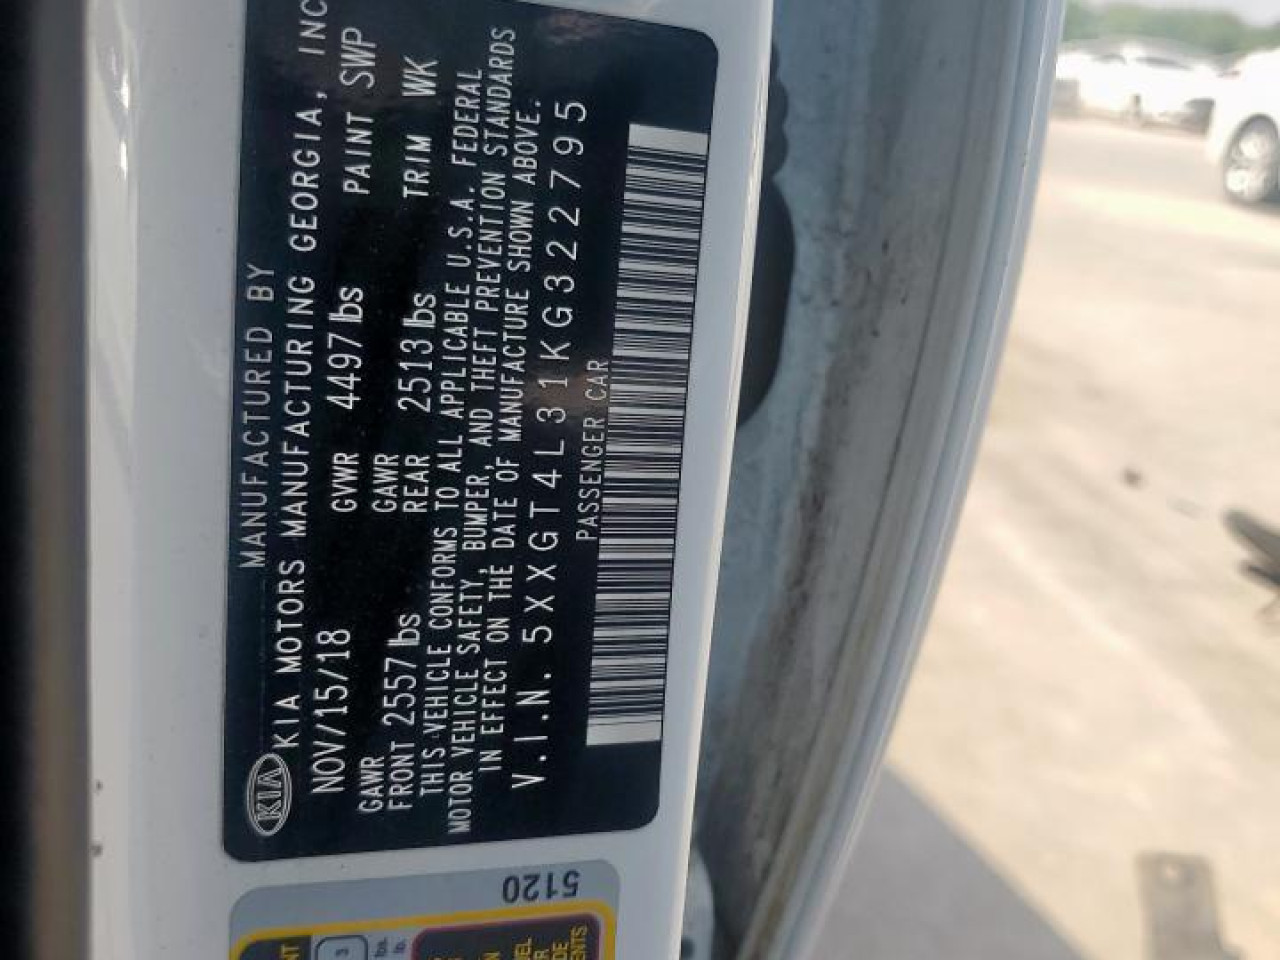 MANUFACTURED BY
KIA KIA MOTORS MANUFACTURING GEORGIA, INC
NOV/15/18 GVWR 4497 lbs PAINT SWP
GAWR GAWR
FRONT 2557 lbs REAR 2513 lbs TRIM WK
THIS VEHICLE CONFORMS TO ALL APPLICABLE U.S.A. FEDERAL
MOTOR VEHICLE SAFETY, BUMPER, AND THEFT PREVENTION STANDARDS
IN EFFECT ON THE DATE OF MANUFACTURE SHOWN ABOVE.
V.I.N. 5XXGT4L31KG322795
PASSENGER CAR
5120